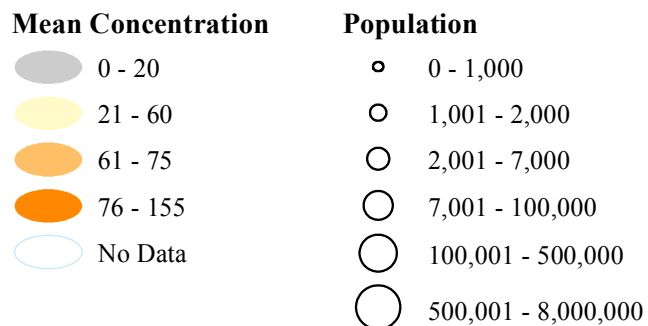 Mean Concentration
0 - 20
21 - 60
61 - 75
76 - 155
No Data
Population
0 - 1,000
1,001 - 2,000
2,001 - 7,000
7,001 - 100,000
100,001 - 500,000
500,001 - 8,000,000